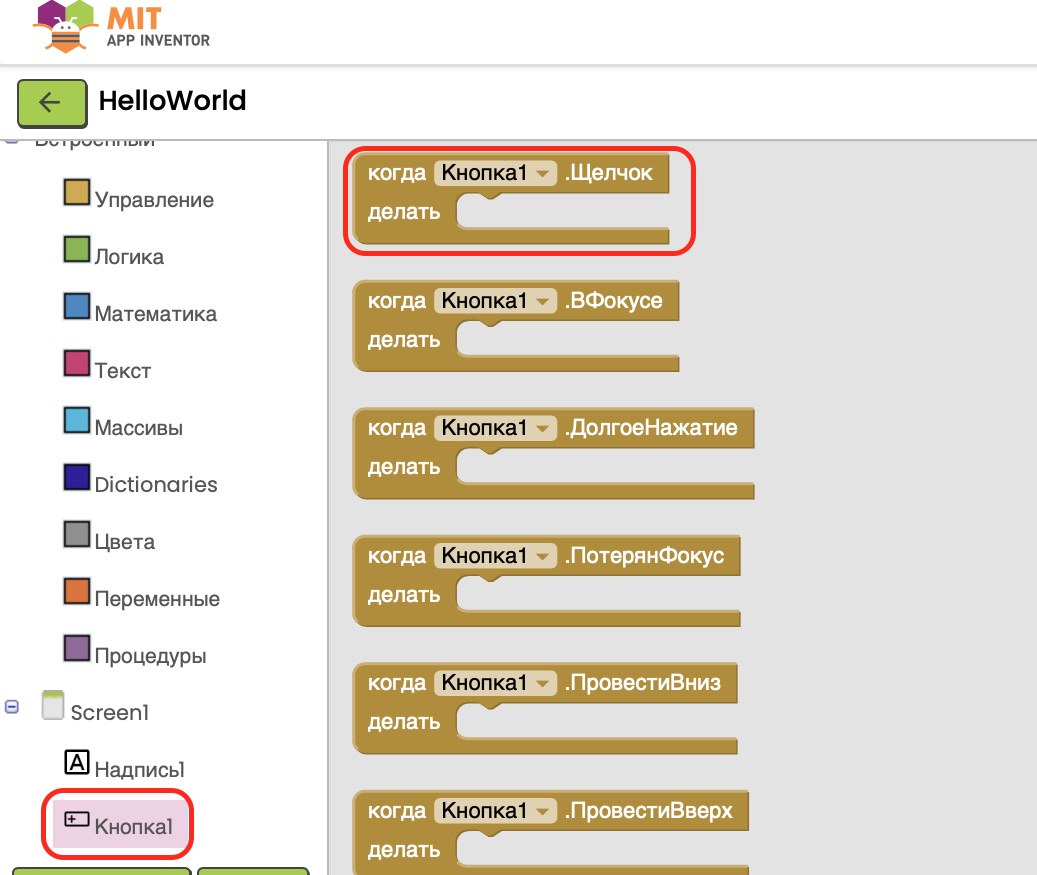 MIT
APP INVENTOR
HelloWorld
Встроенный
Управление
Логика
Математика
Текст
Массивы
Dictionaries
Цвета
Переменные
Процедуры
Screen1
A Надпись1
Кнопка1
когда Кнопка1 .Щелчок
делать
когда Кнопка1 .ВФокусе
делать
когда Кнопка1 .ДолгоеНажатие
делать
когда Кнопка1 .ПотерянФокус
делать
когда Кнопка1 .ПровестиВниз
делать
когда Кнопка1 .ПровестиВверх
делать